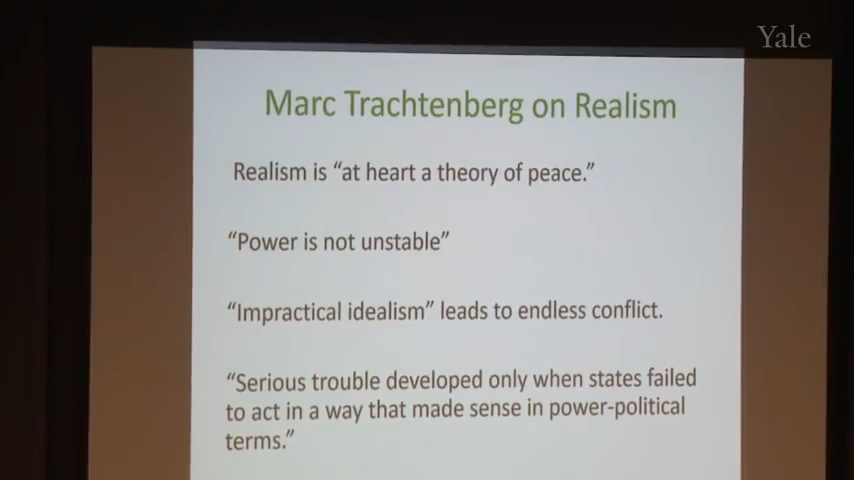 Yale
Marc Trachtenberg on Realism
Realism is “at heart a theory of peace.”
“Power is not unstable”
“Impractical idealism” leads to endless conflict.
“Serious trouble developed only when states failed
to act in a way that made sense in power-political
terms.”